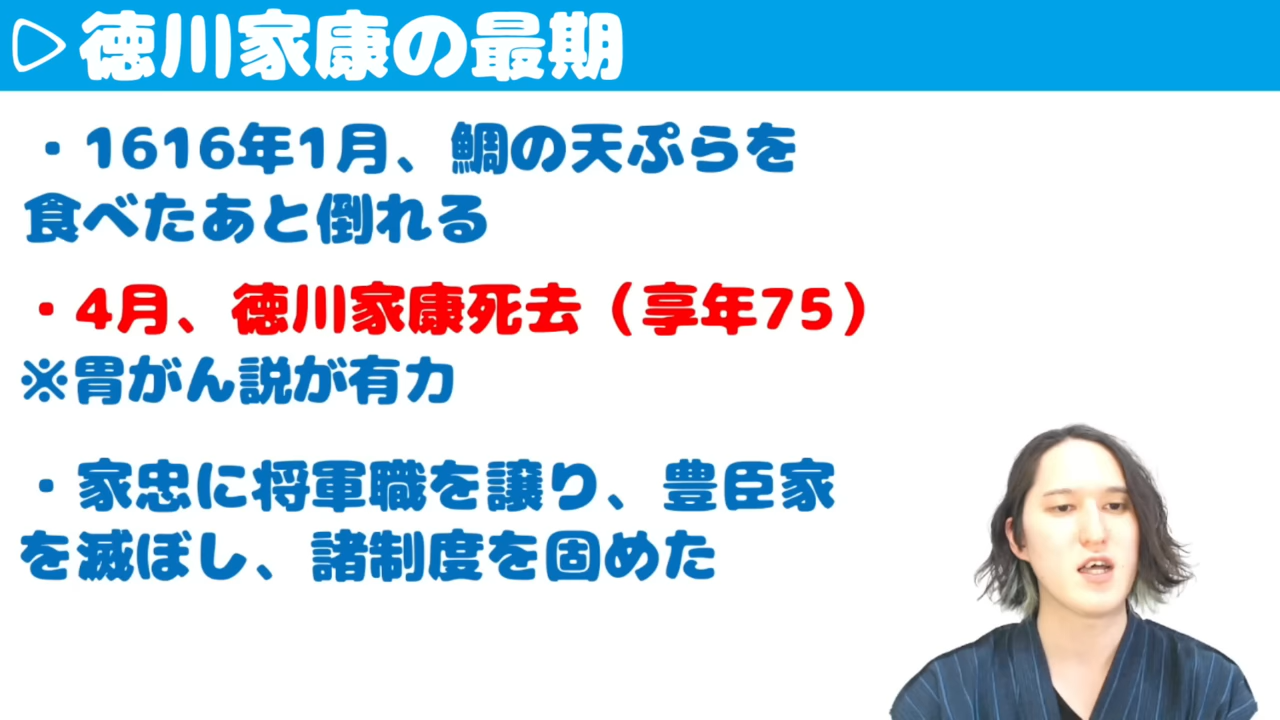 ▷徳川家康の最期
・1616年1月、鯛の天ぷらを
食べたあと倒れる
・4月、徳川家康死去（享年75）
※胃がん説が有力
・家忠に将軍職を譲り、豊臣家
を滅ぼし、諸制度を固めた